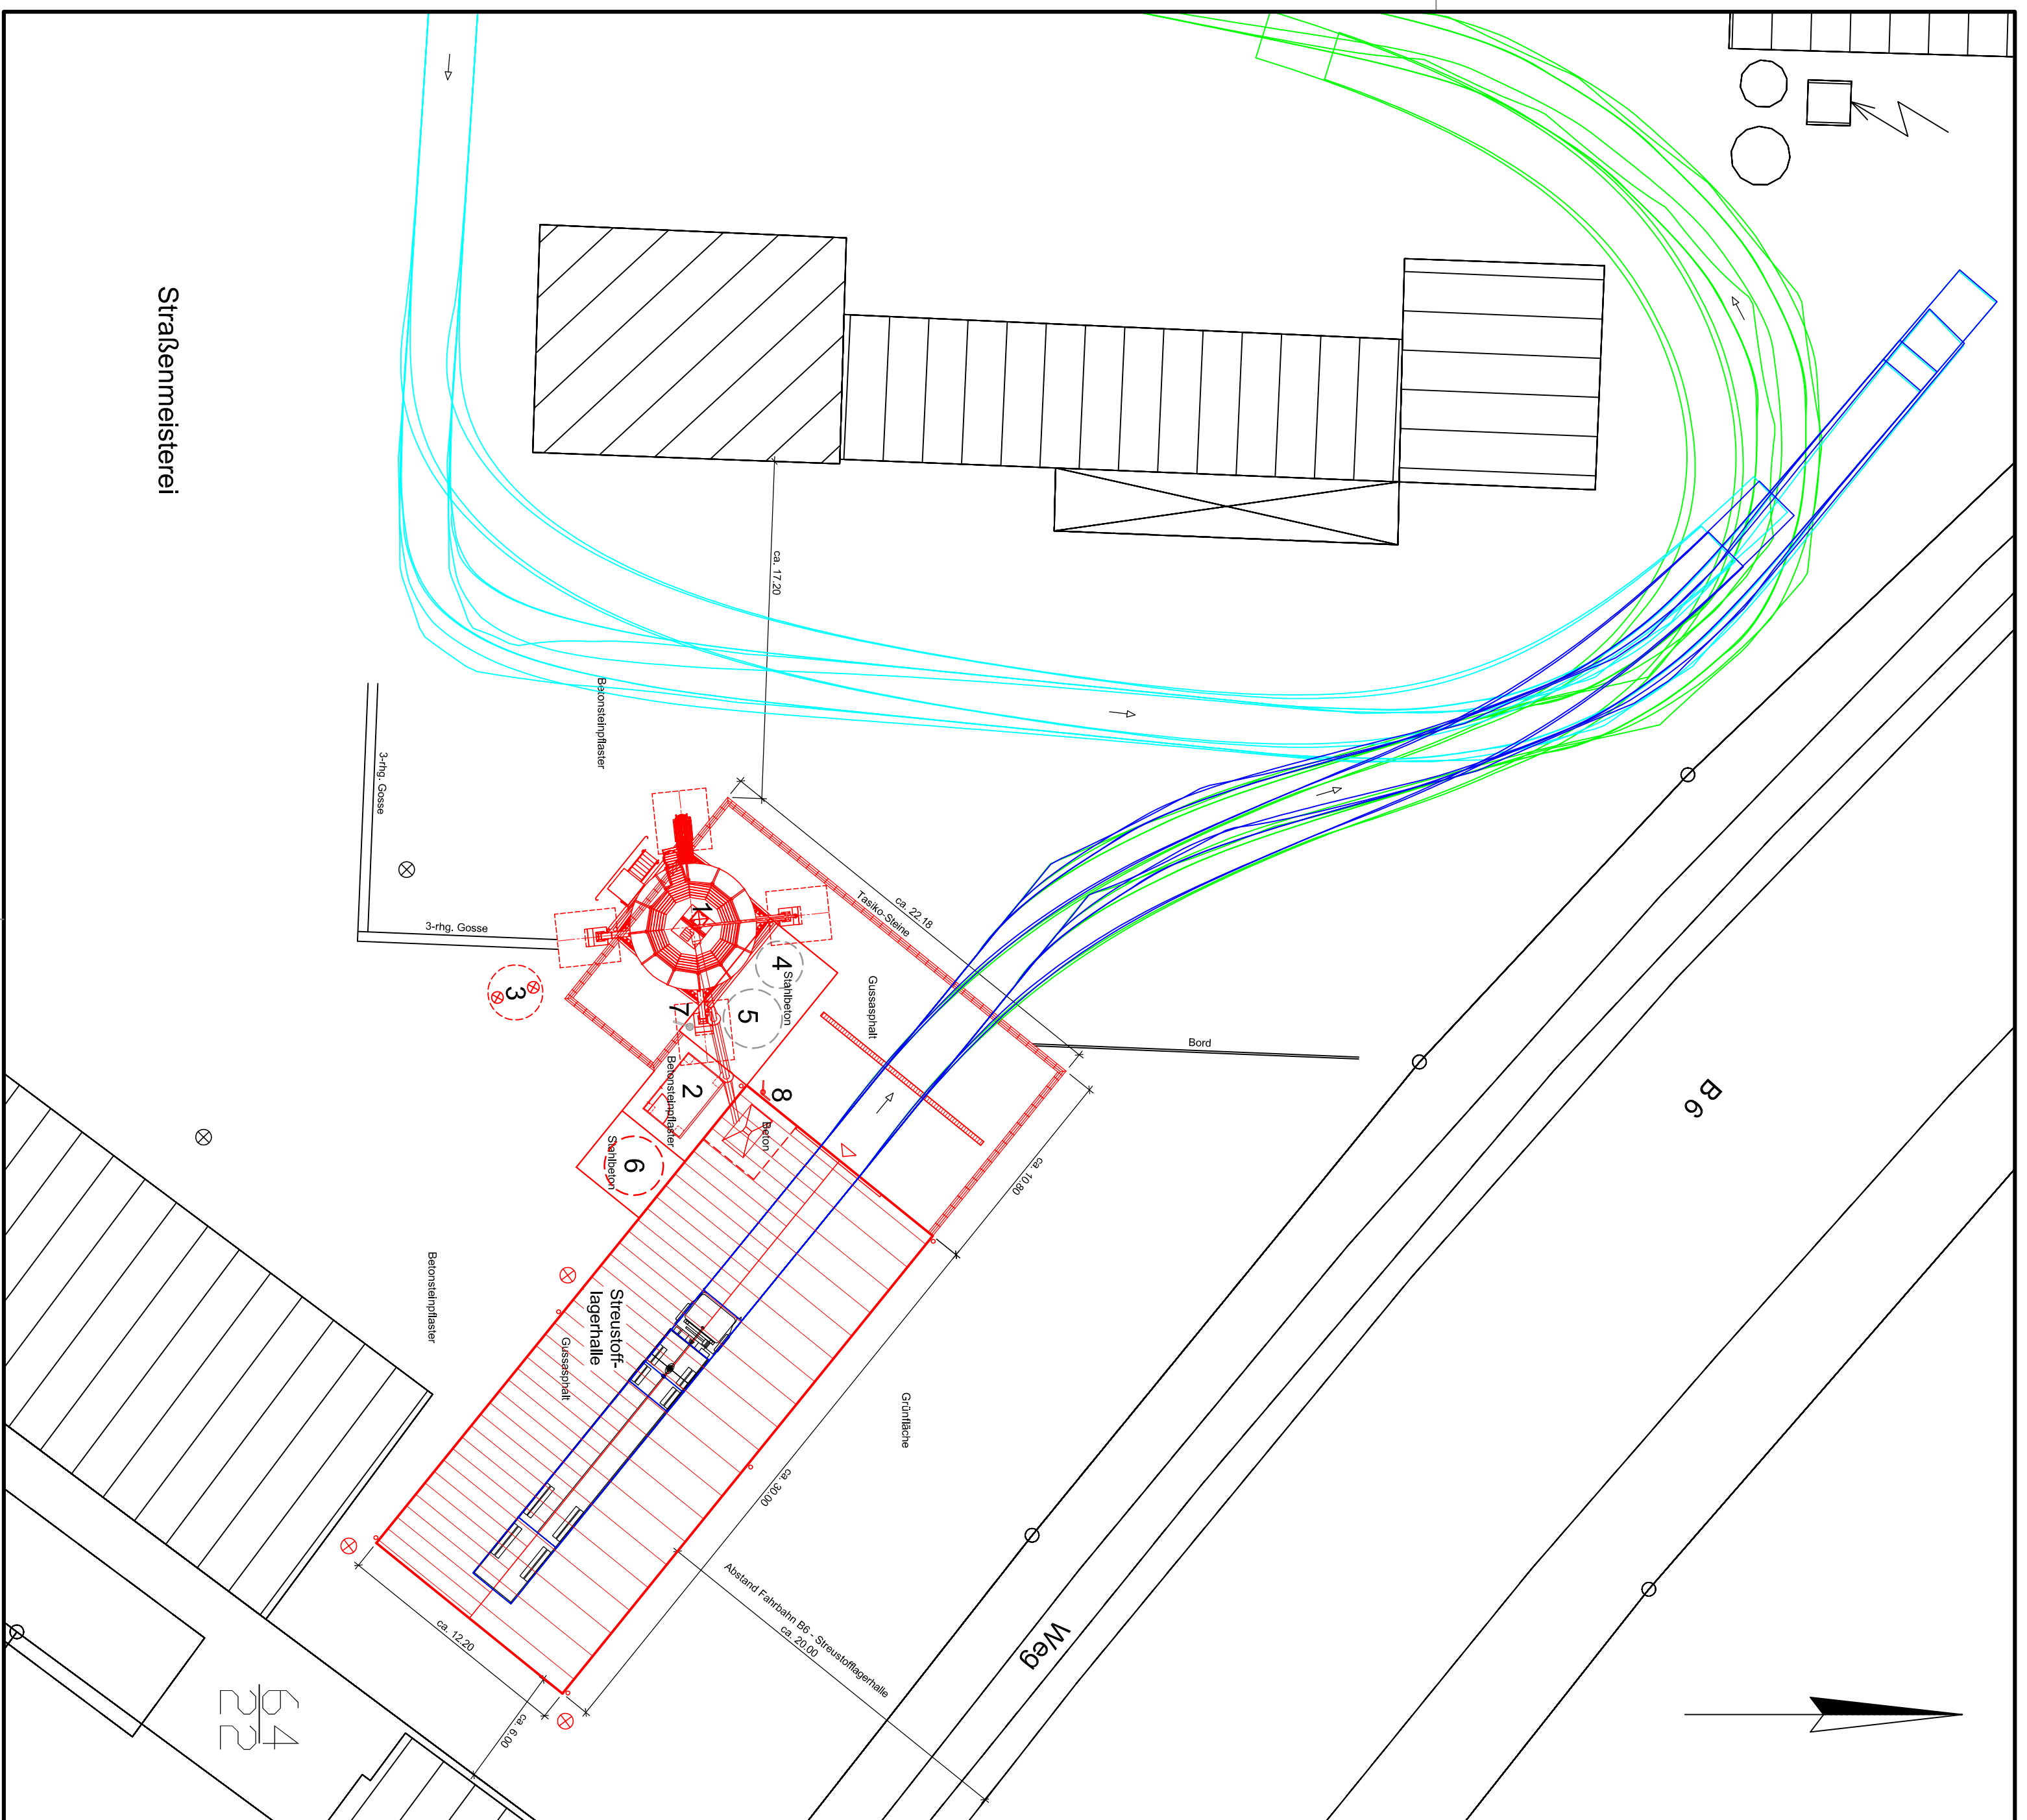 Straßenmeisterei
ca. 17.20
Betonsteinpflaster
3-rhg. Gosse
3-rhg. Gosse
ca. 22.18
Tasiko-Steine
1
4
Stahlbeton
Gussasphalt
3
5
7
Bord
B 6
2
Betonsteinpflaster
8
Beton
6
Stahlbeton
ca. 10.80
Betonsteinpflaster
Streustoff-
lagerhalle
Gussasphalt
Grünfläche
ca. 30.00
Abstand Fahrbahn B6 - Streustofflagerhalle
ca. 20.00
Weg
ca. 12.20
ca. 6.00
64
22